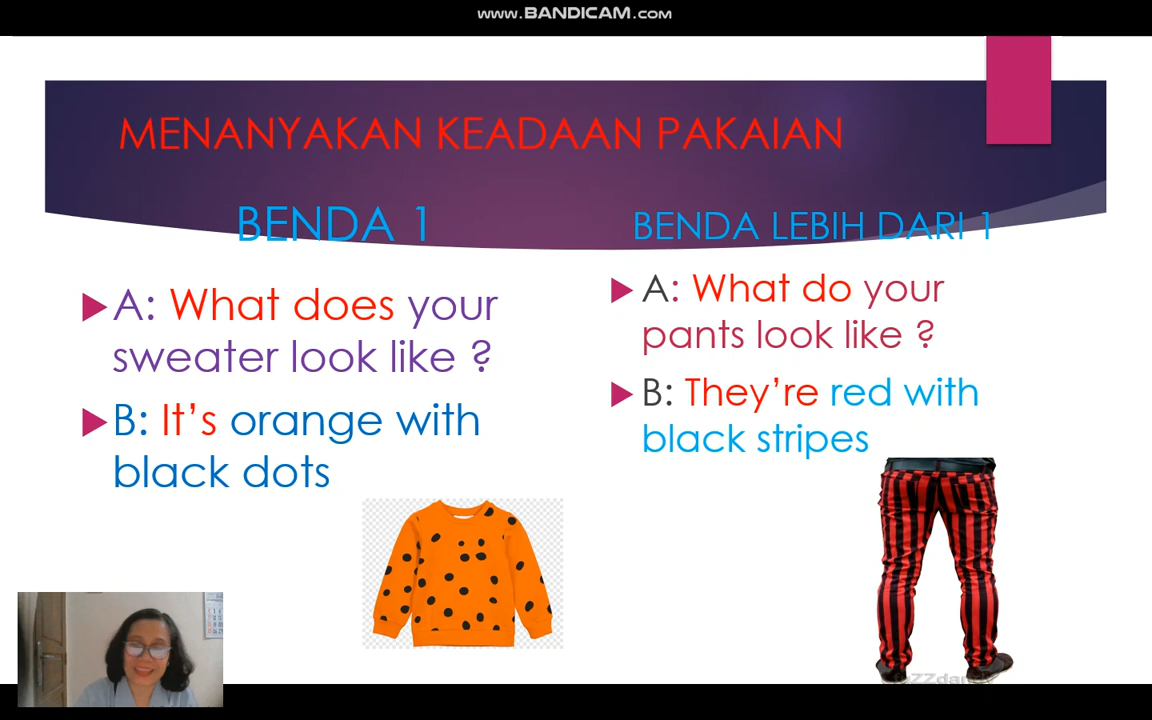 WWW.BANDICAM.COM
MENANYAKAN KEADAAN PAKAIAN
BENDA 1
A: What does your
sweater look like ?
B: It's orange with
black dots
BENDA LEBIH DARI 1
A: What do your
pants look like ?
B: They're red with
black stripes